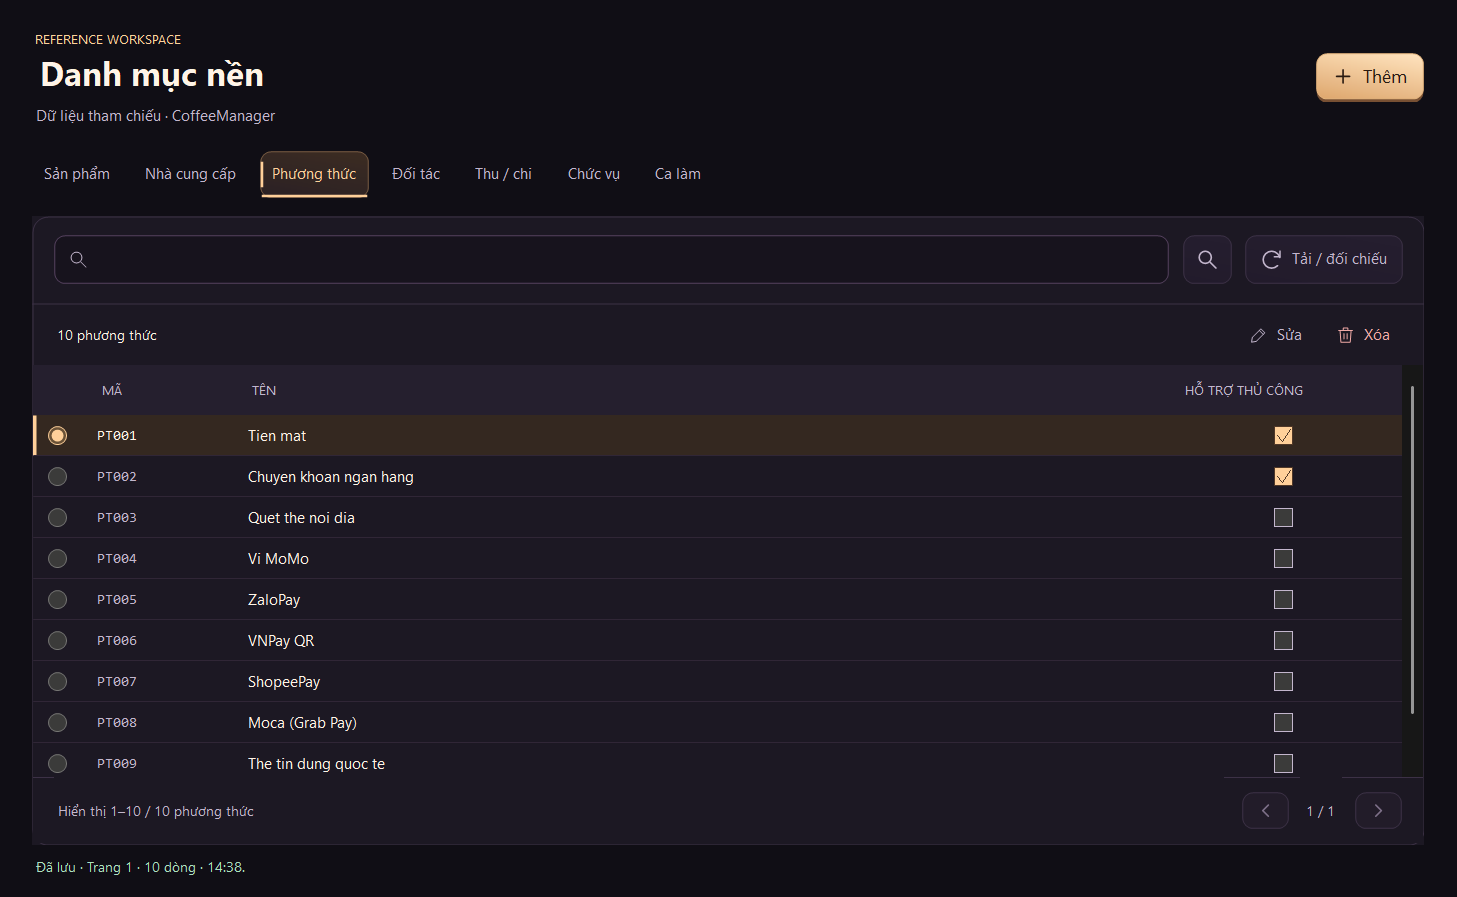 REFERENCE WORKSPACE
Danh mục nền
Dữ liệu tham chiếu · CoffeeManager
Thêm
Sản phẩm
Nhà cung cấp
Phương thức
Đối tác
Thu / chi
Chức vụ
Ca làm
Tải / đối chiếu
10 phương thức
Sửa
Xóa
MÃ TÊN HỖ TRỢ THỦ CÔNG
PT001 Tien mat
PT002 Chuyen khoan ngan hang
PT003 Quet the noi dia
PT004 Vi MoMo
PT005 ZaloPay
PT006 VNPay QR
PT007 ShopeePay
PT008 Moca (Grab Pay)
PT009 The tin dung quoc te
Hiển thị 1–10 / 10 phương thức
1 / 1
Đã lưu · Trang 1 · 10 dòng · 14:38.